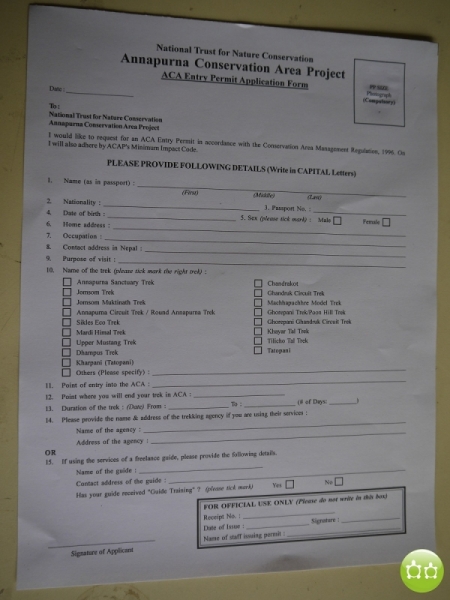 National Trust for Nature Conservation
Annapurna Conservation Area Project
ACA Entry Permit Application Form
PP Size
Photograph
(Compulsory)
Date :
To :
National Trust for Nature Conservation
Annapurna Conservation Area Project
I would like to request for an ACA Entry Permit in accordance with the Conservation Area Management Regulation, 1996. On
I will also adhere by ACAP's Minimum Impact Code.
PLEASE PROVIDE FOLLOWING DETAILS (Write in CAPITAL Letters)
1. Name (as in passport) :
(First) (Middle) (Last)
2. Nationality : 3. Passport No. :
4. Date of birth : 5. Sex (please tick mark) : Male Female
6. Home address :
7. Occupation :
8. Contact address in Nepal :
9. Purpose of visit :
10. Name of the trek (please tick mark the right trek) :
Annapurna Sanctuary Trek
Jomsom Trek
Jomsom Muktinath Trek
Annapurna Circuit Trek / Round Annapurna Trek
Sikles Eco Trek
Mardi Himal Trek
Upper Mustang Trek
Dhampus Trek
Kharpani (Tatopani)
Others (Please specify) :
Chandrakot
Ghandruk Circuit Trek
Machhapuchhre Model Trek
Ghorepani Trek/Poon Hill Trek
Ghorepani Ghandruk Circuit Trek
Khayar Tal Trek
Tilicho Tal Trek
Tatopani
11. Point of entry into the ACA :
12. Point where you will end your trek in ACA :
13. Duration of the trek : (Date) From : To : (# of Days: )
14. Please provide the name & address of the trekking agency if you are using their services :
Name of the agency :
Address of the agency :
OR
15. If using the services of a freelance guide, please provide the following details.
Name of the guide :
Contact address of the guide :
Has your guide received "Guide Training" ? (please tick mark) Yes No
FOR OFFICIAL USE ONLY (Please do not write in this box)
Receipt No. :
Date of Issue : Signature :
Name of staff issuing permit :
Signature of Applicant